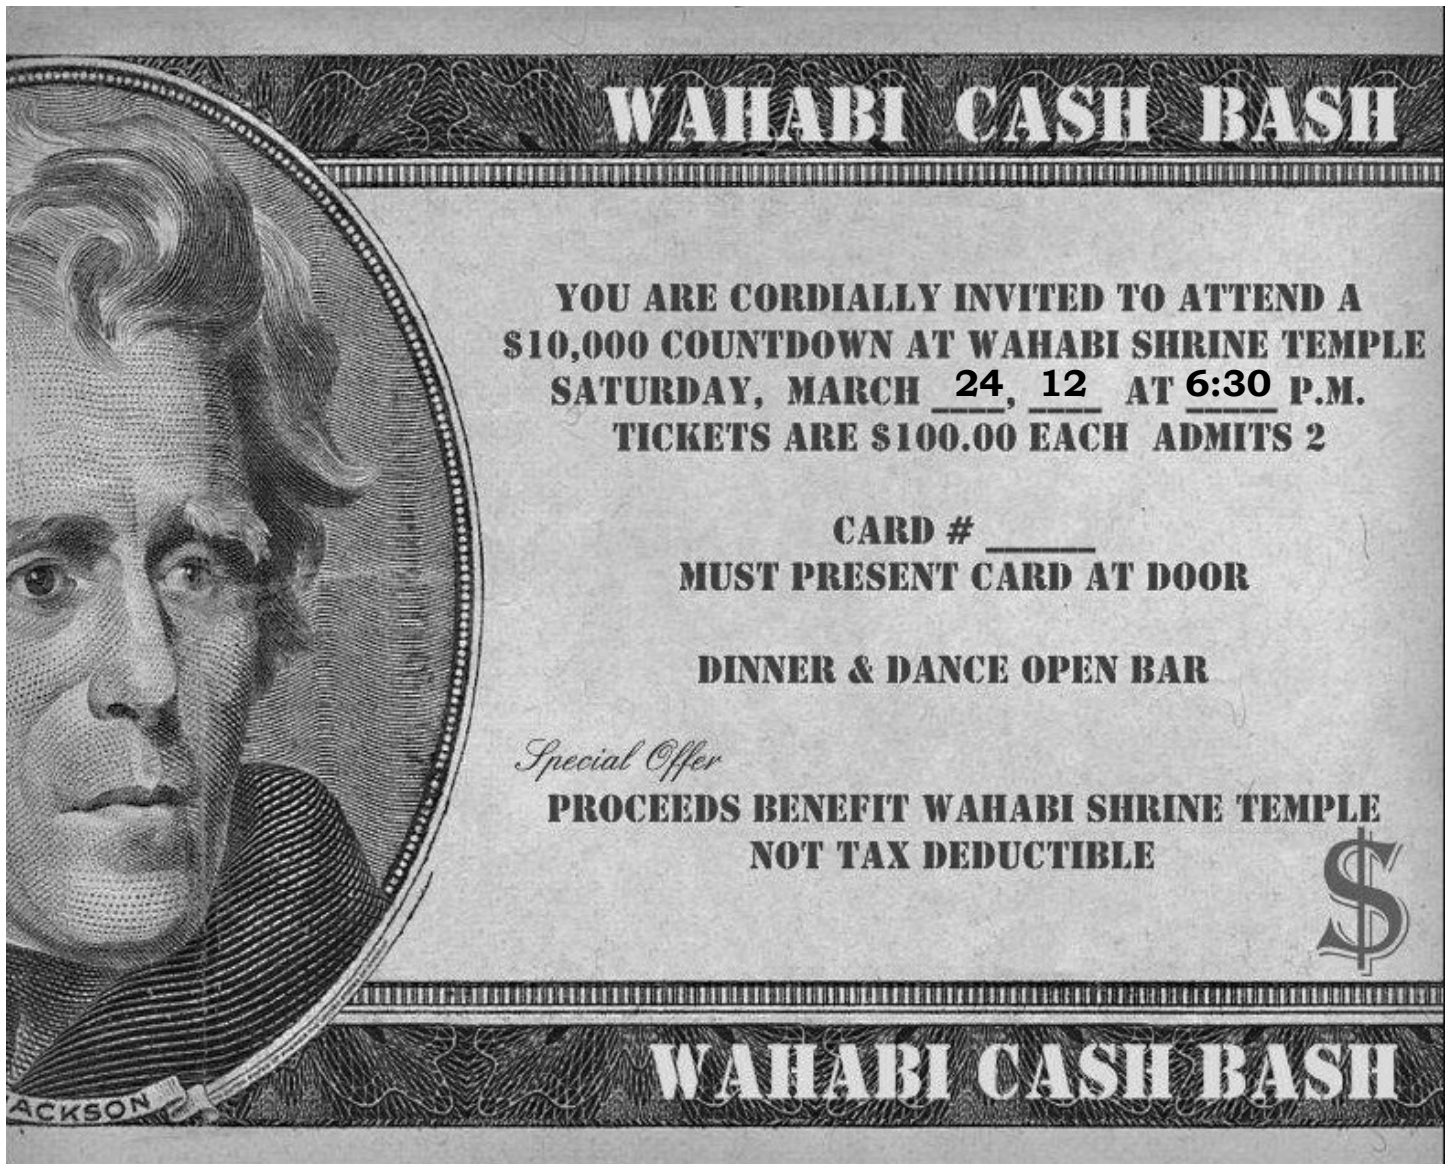 WAHABI CASH BASH
YOU ARE CORDIALLY INVITED TO ATTEND A
$10,000 COUNTDOWN AT WAHABI SHRINE TEMPLE
SATURDAY, MARCH 24, 12 AT 6:30 P.M.
TICKETS ARE $100.00 EACH ADMITS 2
CARD # ______
MUST PRESENT CARD AT DOOR
DINNER & DANCE OPEN BAR
Special Offer
PROCEEDS BENEFIT WAHABI SHRINE TEMPLE
NOT TAX DEDUCTIBLE
$
WAHABI CASH BASH
ACKSON